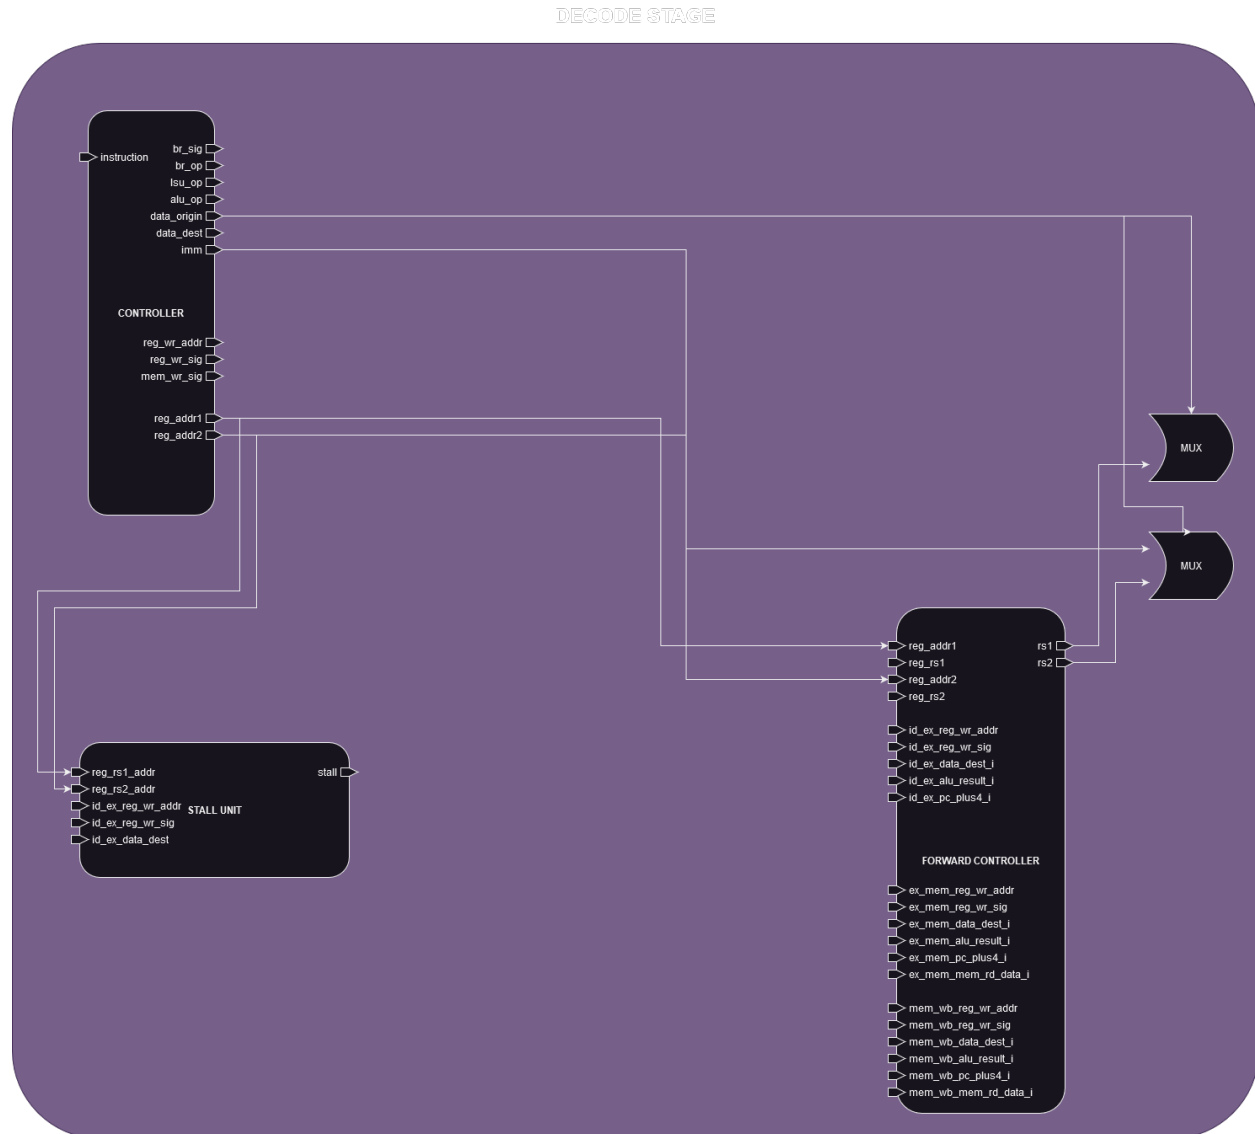 DECODE STAGE
instruction
br_sig
br_op
lsu_op
alu_op
data_origin
data_dest
imm
CONTROLLER
reg_wr_addr
reg_wr_sig
mem_wr_sig
reg_addr1
reg_addr2
MUX
MUX
reg_addr1
reg_rs1
reg_addr2
reg_rs2
rs1
rs2
id_ex_reg_wr_addr
id_ex_reg_wr_sig
id_ex_data_dest_i
id_ex_alu_result_i
id_ex_pc_plus4_i
FORWARD CONTROLLER
ex_mem_reg_wr_addr
ex_mem_reg_wr_sig
ex_mem_data_dest_i
ex_mem_alu_result_i
ex_mem_pc_plus4_i
ex_mem_mem_rd_data_i
mem_wb_reg_wr_addr
mem_wb_reg_wr_sig
mem_wb_data_dest_i
mem_wb_alu_result_i
mem_wb_pc_plus4_i
mem_wb_mem_rd_data_i
reg_rs1_addr
reg_rs2_addr
id_ex_reg_wr_addr
id_ex_reg_wr_sig
id_ex_data_dest
STALL UNIT
stall